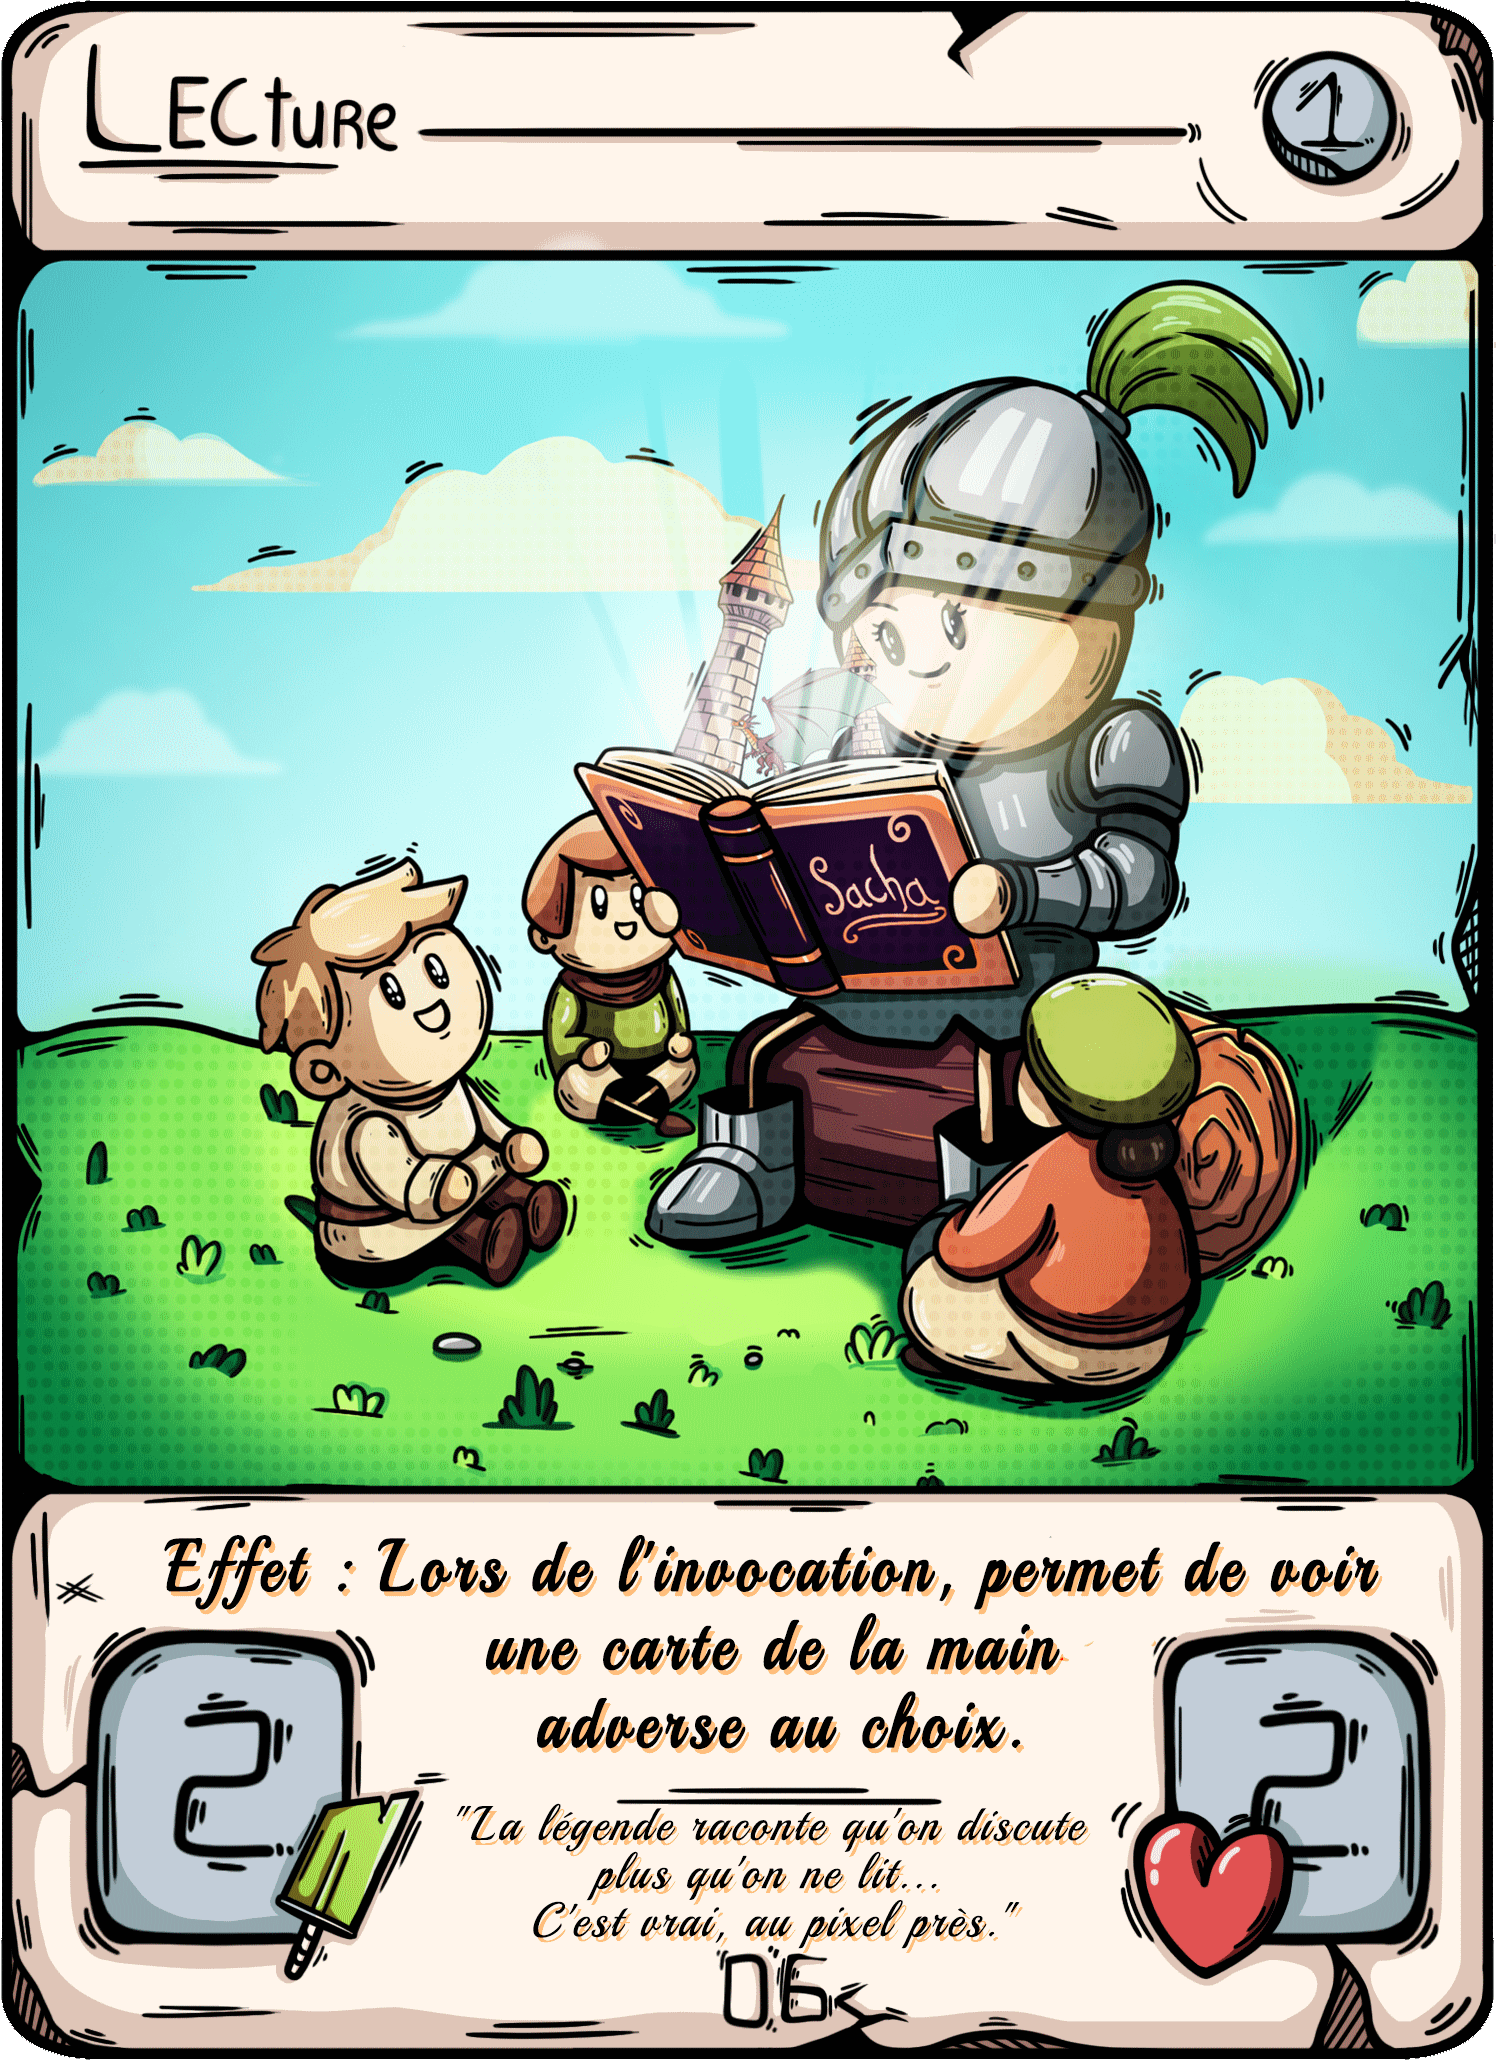 Lecture
1
Sacha
Effet : Lors de l'invocation, permet de voir
une carte de la main
adverse au choix.
2
2
"La légende raconte qu'on discute
plus qu'on ne lit...
C'est vrai, au pixel près."
06